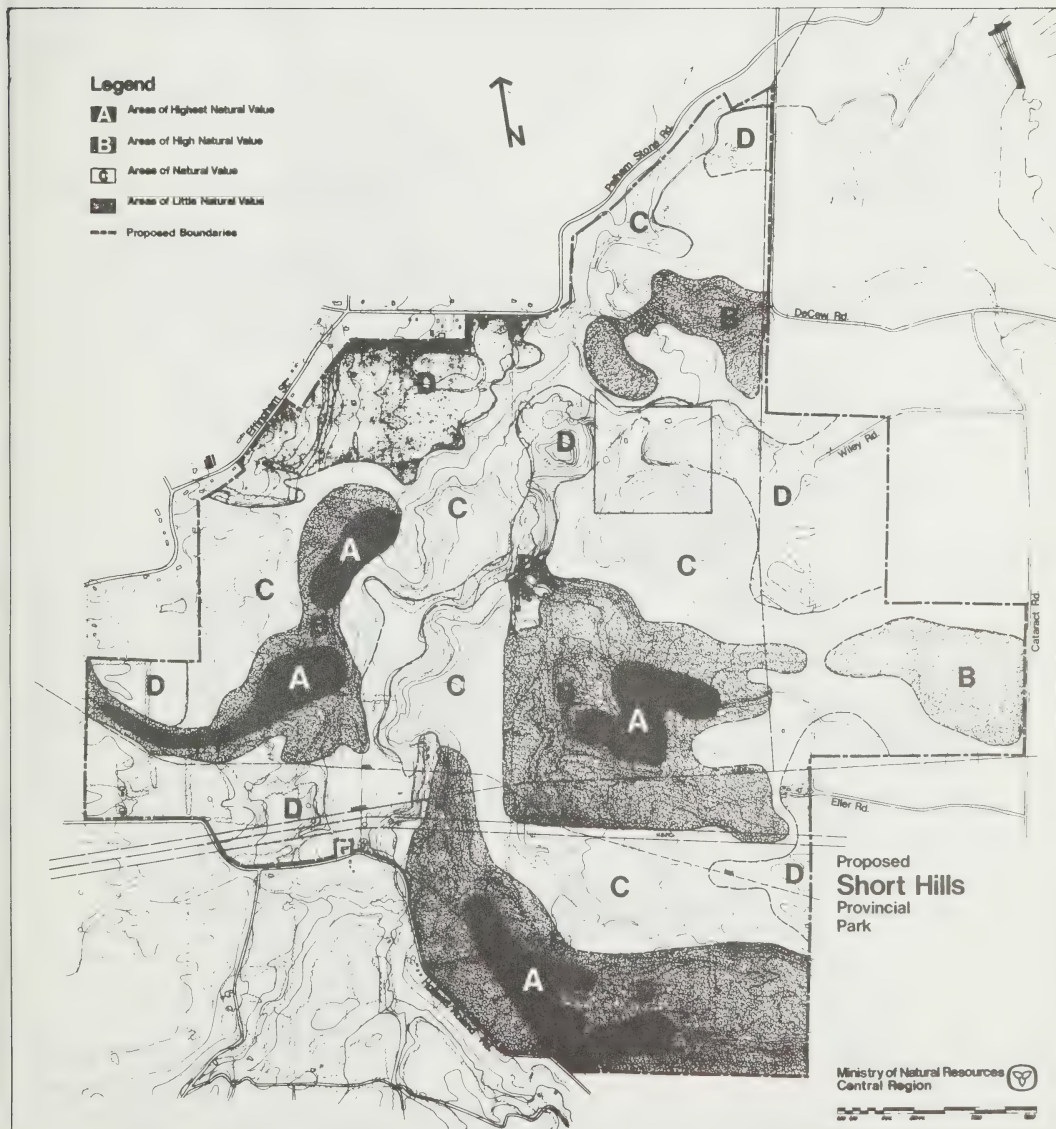 Legend
A Areas of Highest Natural Value
B Areas of High Natural Value
C Areas of Natural Value
Areas of Little Natural Value
Proposed Boundaries
N
Pelham Stone Rd.
D
C
B
DeCew Rd.
Effingham St.
D
D
Wiley Rd.
D
C
A
C
C
B
Cataract Rd.
A
D
C
B
A
B
D
Eller Rd.
C
D
A
Proposed
Short Hills
Provincial
Park
Ministry of Natural Resources
Central Region